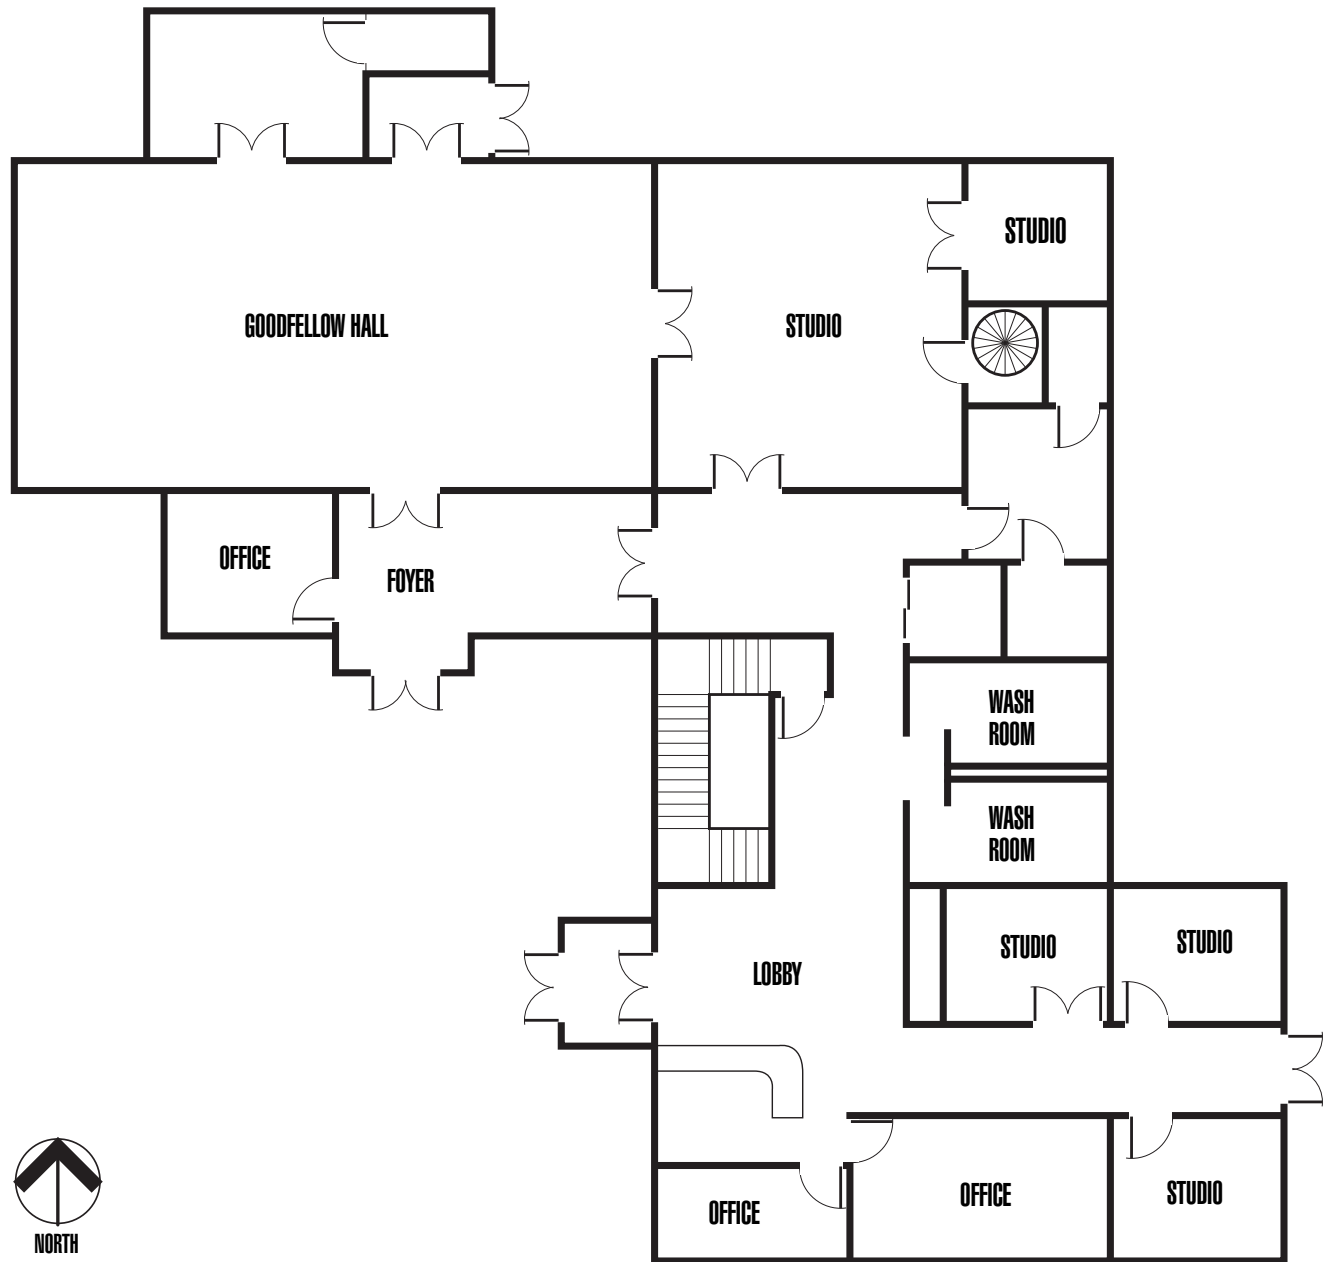 STUDIO
GOODFELLOW HALL
STUDIO
OFFICE
FOYER
WASH
ROOM
WASH
ROOM
STUDIO
STUDIO
LOBBY
OFFICE
OFFICE
STUDIO
NORTH